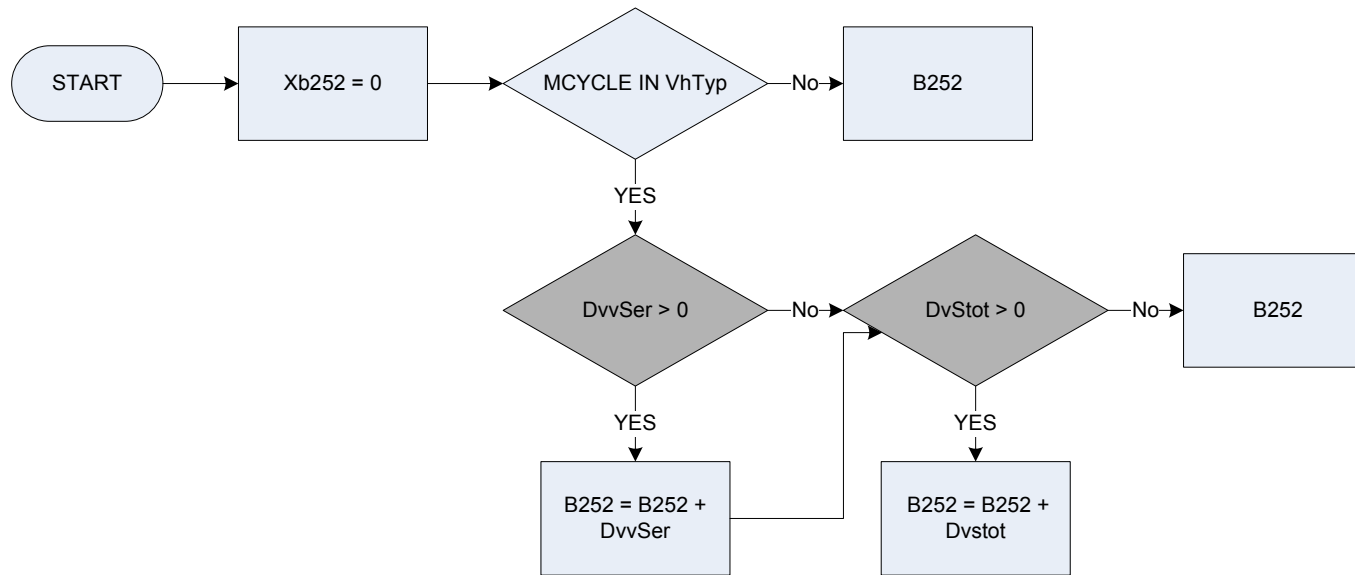 START
Xb252 = 0
MCYCLE IN VhTyp
No
B252
YES
DvvSer > 0
No
DvStot > 0
No
B252
YES
YES
B252 = B252 +
DvvSer
B252 = B252 +
Dvstot